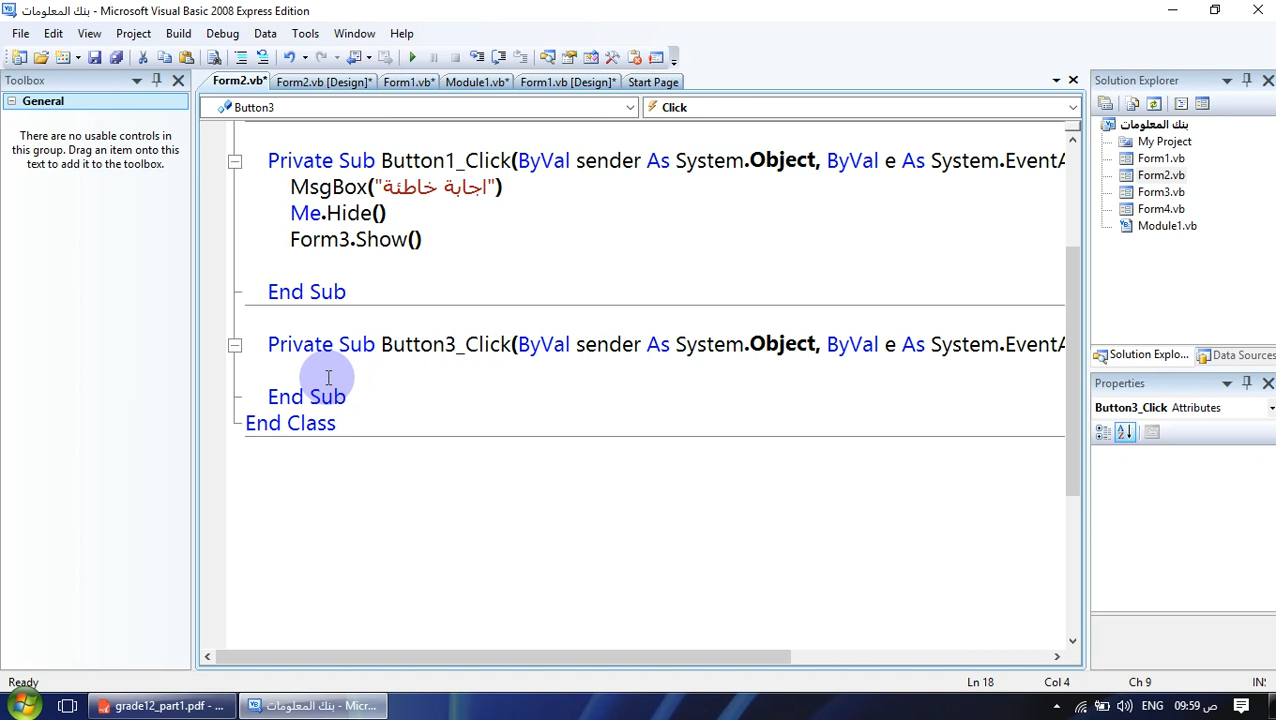 بنك المعلومات - Microsoft Visual Basic 2008 Express Edition
File Edit View Project Build Debug Data Tools Window Help
Toolbox
General
There are no usable controls in
this group. Drag an item onto this
text to add it to the toolbox.
Form2.vb* Form2.vb [Design]* Form1.vb* Module1.vb* Form1.vb [Design]* Start Page
Button3 Click
Private Sub Button1_Click(ByVal sender As System.Object, ByVal e As System.EventA
MsgBox("اجابة خاطئة")
Me.Hide()
Form3.Show()
End Sub
Private Sub Button3_Click(ByVal sender As System.Object, ByVal e As System.EventA
End Sub
End Class
Solution Explorer
بنك المعلومات
My Project
Form1.vb
Form2.vb
Form3.vb
Form4.vb
Module1.vb
Solution Explo... Data Sources
Properties
Button3_Click Attributes
Ready Ln 18 Col 4 Ch 9 INS
grade12_part1.pdf - ... بنك المعلومات - Micr... ENG 09:59 ص